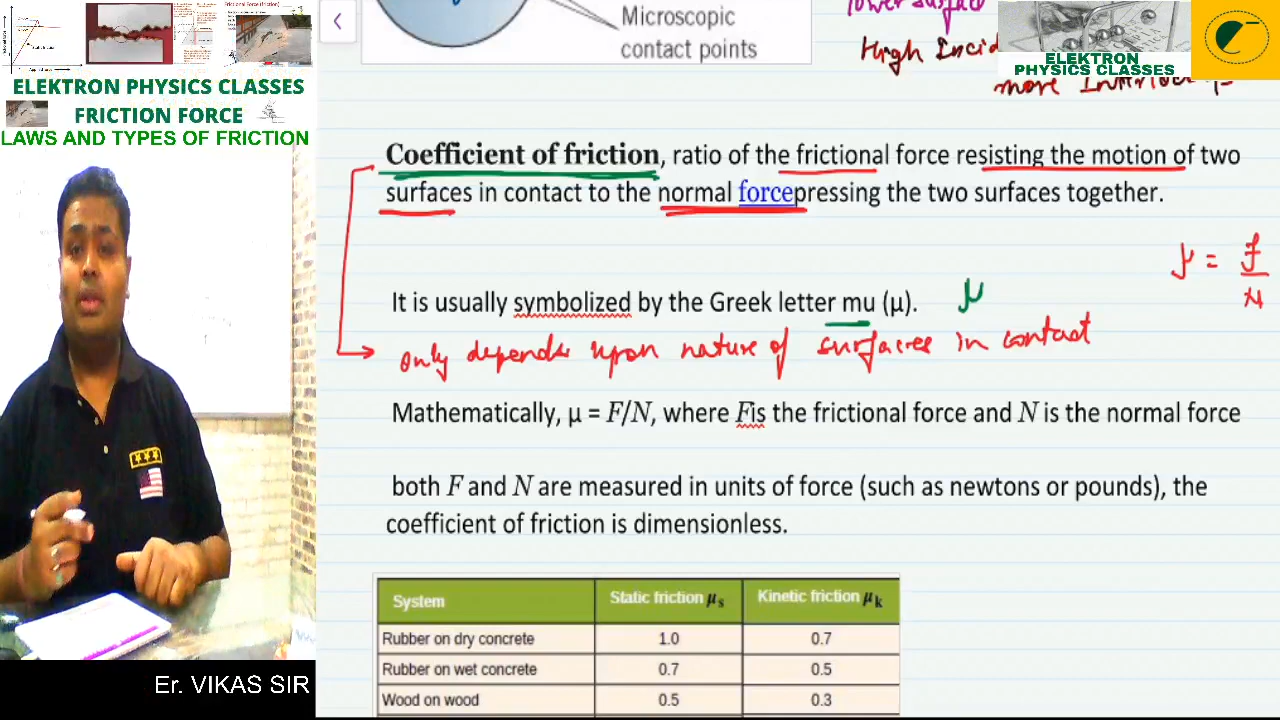 ELEKTRON PHYSICS CLASSES
FRICTION FORCE
LAWS AND TYPES OF FRICTION
Er. VIKAS SIR
Microscopic
contact points
lower surface
High Incid
more
ELEKTRON
PHYSICS CLASSES
Coefficient of friction, ratio of the frictional force resisting the motion of two
surfaces in contact to the normal forcepressing the two surfaces together.
μ = f/N
It is usually symbolized by the Greek letter mu (μ). μ
only depends upon nature of surfaces in contact
Mathematically, μ = F/N, where Fis the frictional force and N is the normal force
both F and N are measured in units of force (such as newtons or pounds), the
coefficient of friction is dimensionless.
System Static friction μs Kinetic friction μk
Rubber on dry concrete 1.0 0.7
Rubber on wet concrete 0.7 0.5
Wood on wood 0.5 0.3